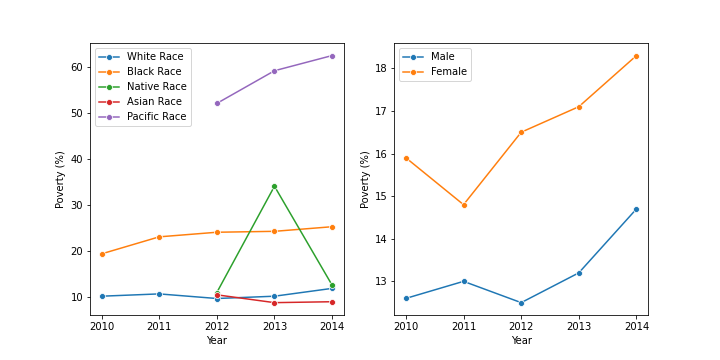 White Race
Black Race
Native Race
Asian Race
Pacific Race
60
50
40
30
20
10
Poverty (%)
2010 2011 2012 2013 2014
Year
Male
Female
18
17
16
15
14
13
Poverty (%)
2010 2011 2012 2013 2014
Year